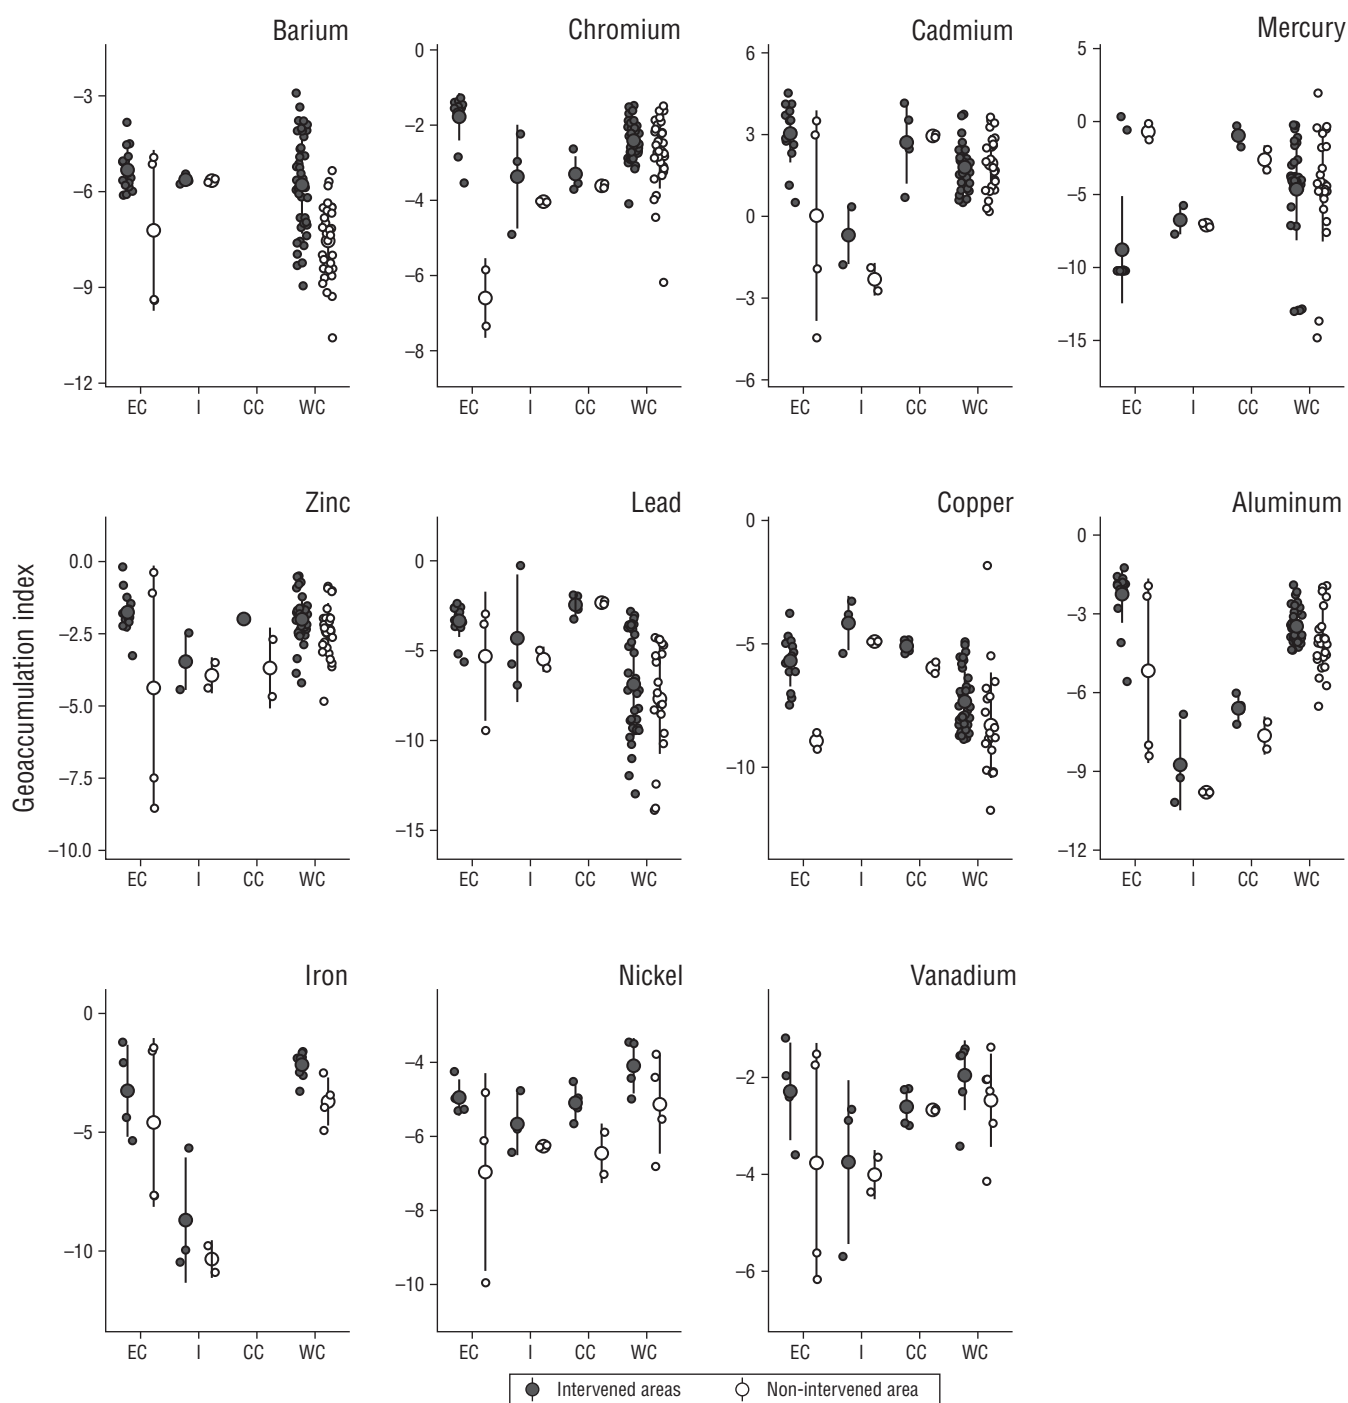 Barium
Chromium
Cadmium
Mercury
–3
–6
–9
–12
EC I CC WC
0
–2
–4
–6
–8
EC I CC WC
6
3
0
–3
–6
EC I CC WC
5
0
–5
–10
–15
EC I CC WC
Geoaccumulation index
Zinc
Lead
Copper
Aluminum
0.0
–2.5
–5.0
–7.5
–10.0
EC I CC WC
0
–5
–10
–15
EC I CC WC
0
–5
–10
EC I CC WC
0
–3
–6
–9
–12
EC I CC WC
Iron
Nickel
Vanadium
0
–5
–10
EC I CC WC
–4
–6
–8
–10
EC I CC WC
–2
–4
–6
EC I CC WC
Intervened areas
Non-intervened area